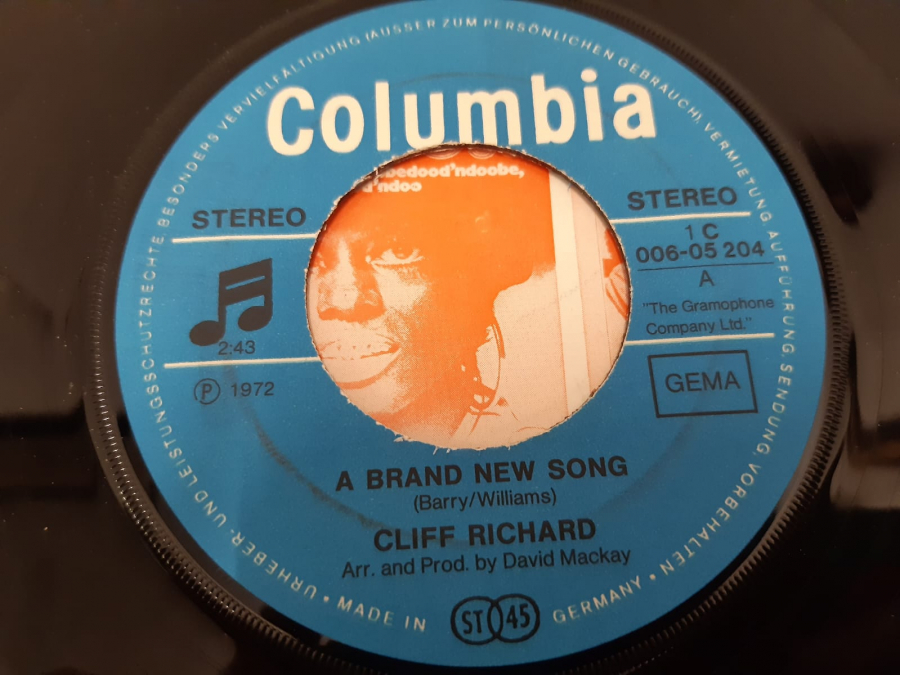 URHEBER- UND LEISTUNGSSCHUTZRECHTE, BESONDERS VERVIELFÄLTIGUNG (AUSSER ZUM PERSÖNLICHEN GEBRAUCH), VERMIETUNG, AUFFÜHRUNG, SENDUNG, VORBEHALTEN • MADE IN GERMANY •
Columbia
bedood'ndoobe,
d'ndoo
STEREO
STEREO
1 C
006-05 204
A
"The Gramophone
Company Ltd."
2:43
Ⓟ 1972
GEMA
A BRAND NEW SONG
(Barry/Williams)
CLIFF RICHARD
Arr. and Prod. by David Mackay
ST 45